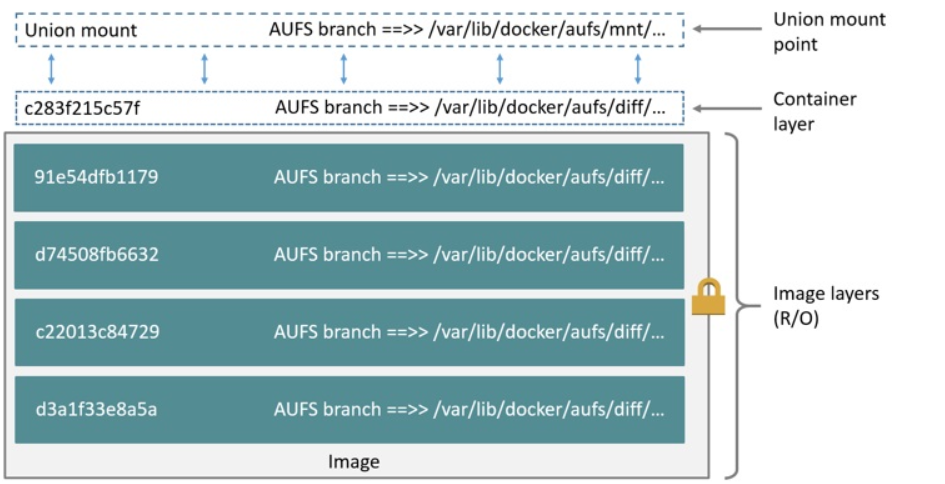 Union mount AUFS branch ==>> /var/lib/docker/aufs/mnt/...
Union mount
point
c283f215c57f AUFS branch ==>> /var/lib/docker/aufs/diff/...
Container
layer
91e54dfb1179 AUFS branch ==>> /var/lib/docker/aufs/diff/...
d74508fb6632 AUFS branch ==>> /var/lib/docker/aufs/diff/...
c22013c84729 AUFS branch ==>> /var/lib/docker/aufs/diff/...
d3a1f33e8a5a AUFS branch ==>> /var/lib/docker/aufs/diff/...
Image layers
(R/O)
Image